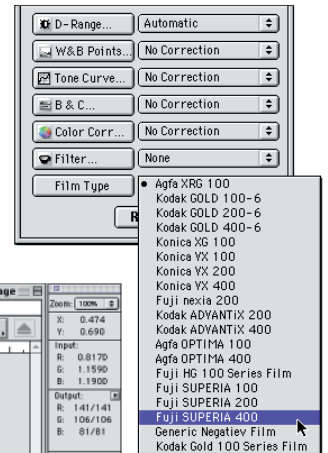 D-Range... Automatic
W&B Points... No Correction
Tone Curve... No Correction
B & C... No Correction
Color Corr... No Correction
Filter... None
Film Type
• Agfa XRG 100
Kodak GOLD 100-6
Kodak GOLD 200-6
Kodak GOLD 400-6
Konica XG 100
Konica VX 100
Konica VX 200
Konica VX 400
Fuji nexia 200
Kodak ADVANTiX 200
Kodak ADVANTiX 400
Agfa OPTIMA 100
Agfa OPTIMA 400
Fuji HG 100 Series Film
Fuji SUPERIA 100
Fuji SUPERIA 200
Fuji SUPERIA 400
Generic Negatiev Film
Kodak Gold 100 Series Film
R
age
Zoom: 100%
X: 0.474
Y: 0.690
Input:
R: 0.817D
G: 1.159D
B: 1.190D
Output:
R: 141/141
G: 106/106
B: 81/81